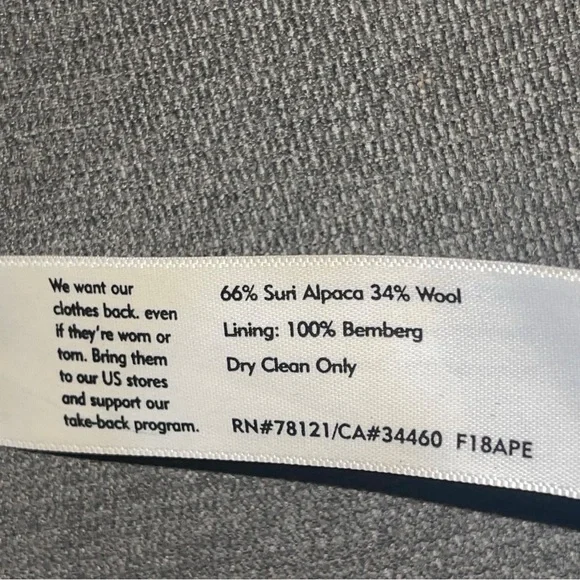 We want our
clothes back. even
if they're worn or
torn. Bring them
to our US stores
and support our
take-back program.
66% Suri Alpaca 34% Wool
Lining: 100% Bemberg
Dry Clean Only
RN#78121/CA#34460 F18APE